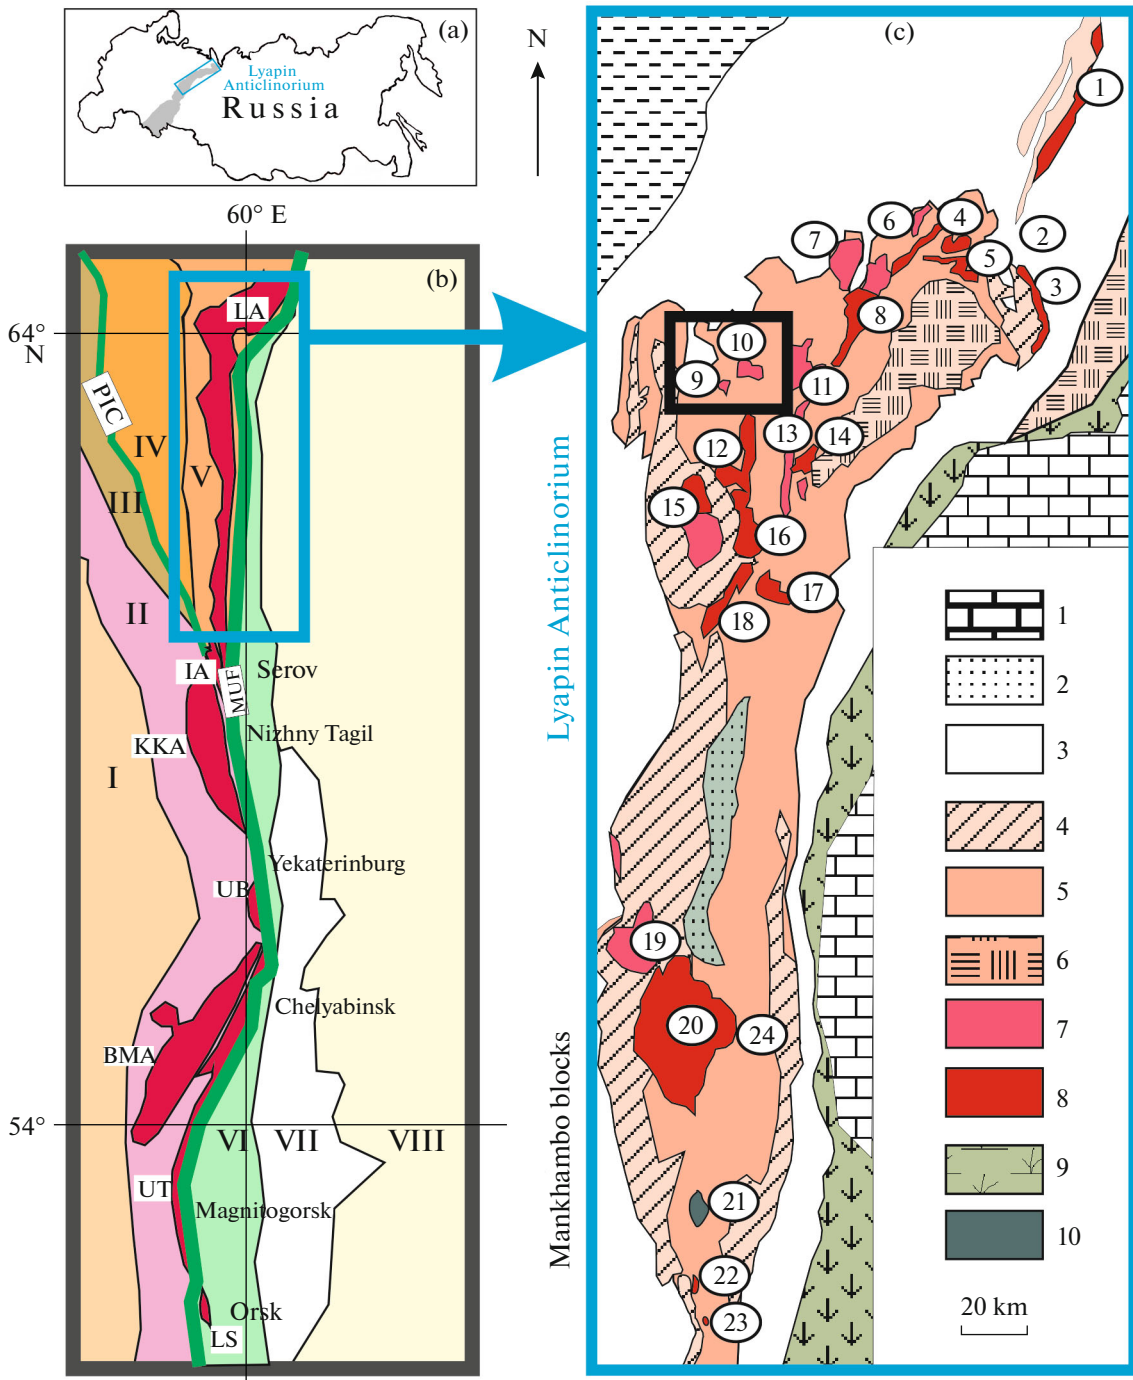 (a)
Lyapin
Anticlinorium
Russia
N
60° E
(b)
LA
64°
N
PIC
IV
V
III
II
IA
MUF
Serov
Nizhny Tagil
KKA
I
Yekaterinburg
UB
Chelyabinsk
BMA
54°
VI
VII
VIII
UT
Magnitogorsk
Orsk
LS
Lyapin Anticlinorium
Mankhambo blocks
(c)
1
2
3
4
5
6
7
8
9
10
11
12
13
14
15
16
17
18
19
20
21
22
23
24
1
2
3
4
5
6
7
8
9
10
20 km